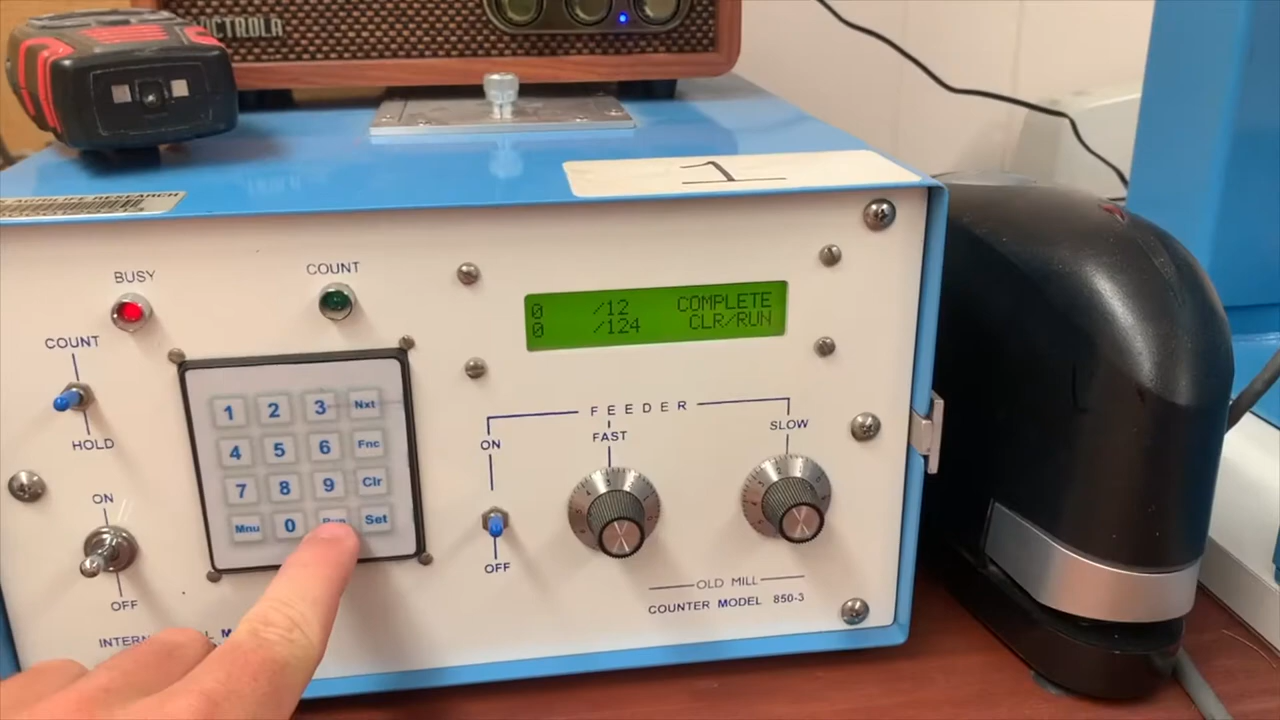 1
BUSY
COUNT
0 /12 COMPLETE
0 /124 CLR/RUN
COUNT
HOLD
1 2 3 Nxt
4 5 6 Fnc
7 8 9 Clr
Mnu 0 Run Set
FEEDER
ON
FAST
SLOW
OFF
ON
OFF
OLD MILL
COUNTER MODEL 850-3